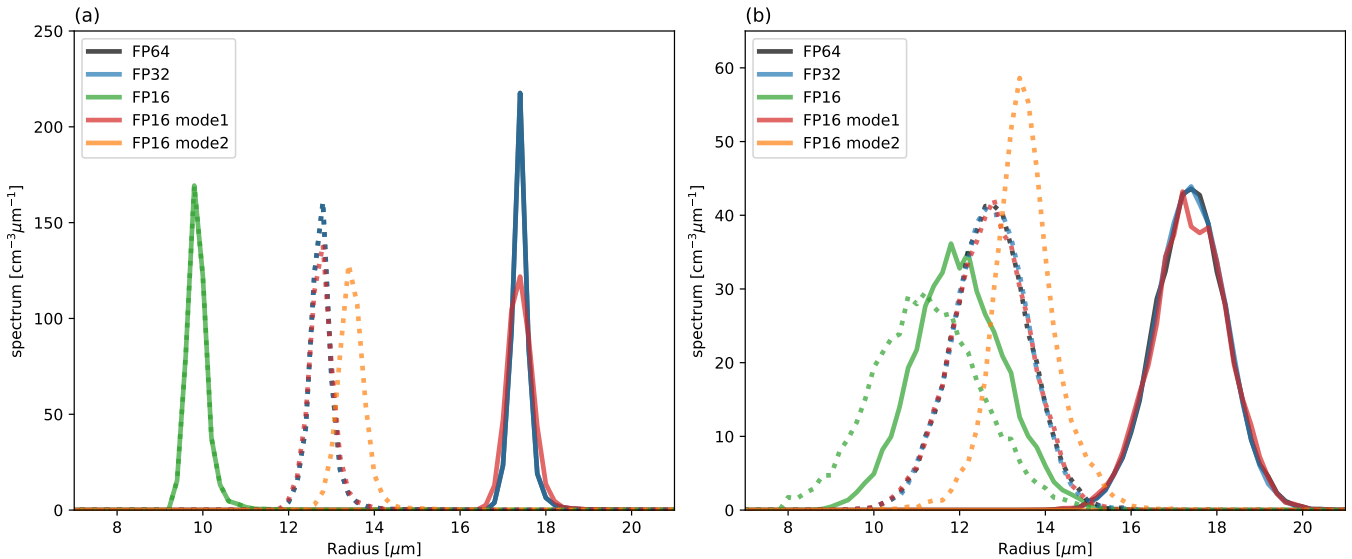 (a)
250
200
150
100
50
0
spectrum [cm⁻³μm⁻¹]
FP64
FP32
FP16
FP16 mode1
FP16 mode2
8 10 12 14 16 18 20
Radius [μm]
(b)
60
50
40
30
20
10
0
spectrum [cm⁻³μm⁻¹]
FP64
FP32
FP16
FP16 mode1
FP16 mode2
8 10 12 14 16 18 20
Radius [μm]